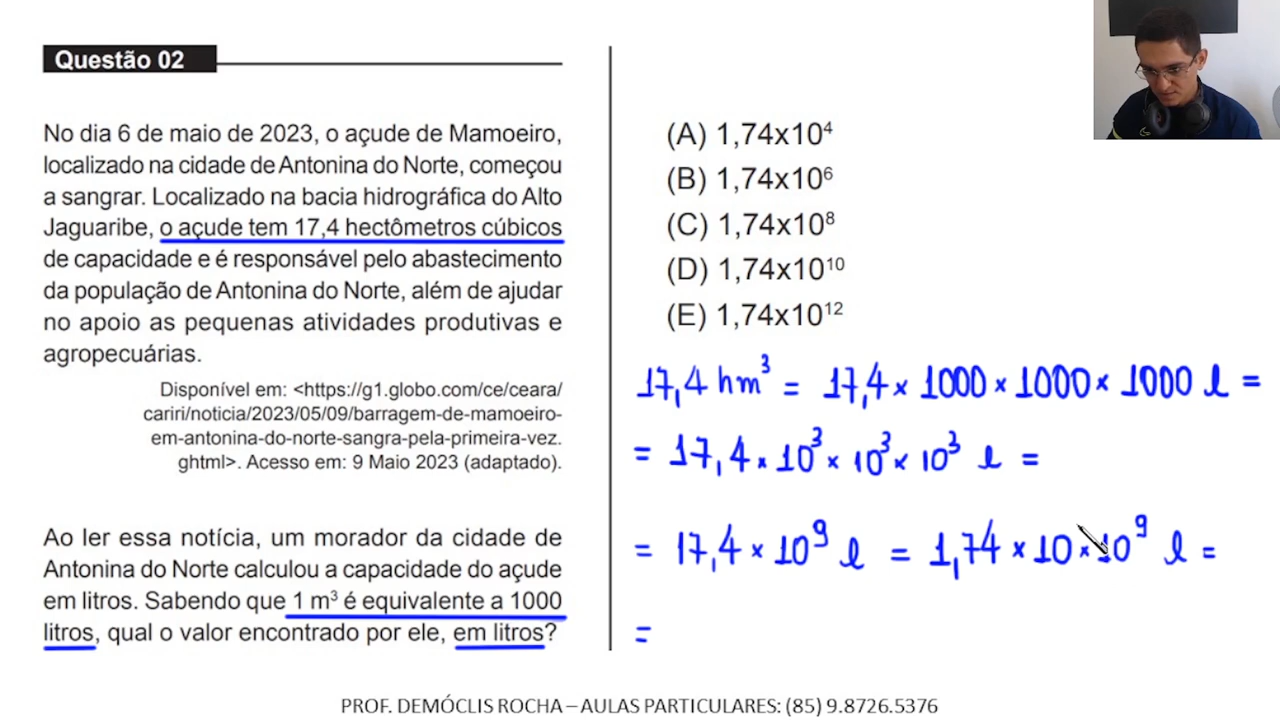 Questão 02
No dia 6 de maio de 2023, o açude de Mamoeiro,
localizado na cidade de Antonina do Norte, começou
a sangrar. Localizado na bacia hidrográfica do Alto
Jaguaribe, o açude tem 17,4 hectômetros cúbicos
de capacidade e é responsável pelo abastecimento
da população de Antonina do Norte, além de ajudar
no apoio as pequenas atividades produtivas e
agropecuárias.
Disponível em: <https://g1.globo.com/ce/ceara/
cariri/noticia/2023/05/09/barragem-de-mamoeiro-
em-antonina-do-norte-sangra-pela-primeira-vez.
ghtml>. Acesso em: 9 Maio 2023 (adaptado).
Ao ler essa notícia, um morador da cidade de
Antonina do Norte calculou a capacidade do açude
em litros. Sabendo que 1 m³ é equivalente a 1000
litros, qual o valor encontrado por ele, em litros?
(A) 1,74x10⁴
(B) 1,74x10⁶
(C) 1,74x10⁸
(D) 1,74x10¹⁰
(E) 1,74x10¹²
17,4 hm³ = 17,4 × 1000 × 1000 × 1000 l =
= 17,4 × 10³ × 10³ × 10³ l =
= 17,4 × 10⁹ l = 1,74 × 10 × 10⁹ l =
=
PROF. DEMÓCLIS ROCHA – AULAS PARTICULARES: (85) 9.8726.5376